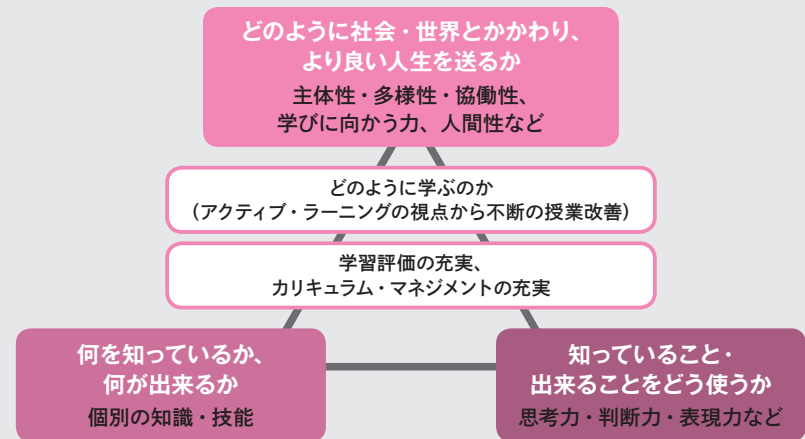 どのように社会・世界とかかわり、
より良い人生を送るか
主体性・多様性・協働性、
学びに向かう力、人間性など
どのように学ぶのか
（アクティブ・ラーニングの視点から不断の授業改善）
学習評価の充実、
カリキュラム・マネジメントの充実
何を知っているか、
何が出来るか
個別の知識・技能
知っていること・
出来ることをどう使うか
思考力・判断力・表現力など